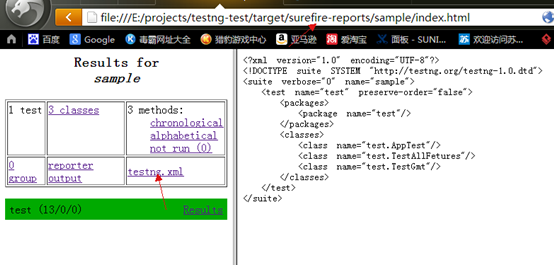 file:///E:/projects/testng-test/target/surefire-reports/sample/index.html
百度 Google 毒霸网址大全 猎豹游戏中心 亚马逊 爱淘宝 面板 - SUNI... 欢迎访问苏...
Results for
sample
1 test 3 classes 3 methods:
chronological
alphabetical
not run (0)
0
group
reporter
output
testng.xml
test (13/0/0) Results
<?xml version="1.0" encoding="UTF-8"?>
<!DOCTYPE suite SYSTEM "http://testng.org/testng-1.0.dtd">
<suite verbose="0" name="sample">
<test name="test" preserve-order="false">
<packages>
<package name="test"/>
</packages>
<classes>
<class name="test.AppTest"/>
<class name="test.TestAllFetures"/>
<class name="test.TestGmt"/>
</classes>
</test>
</suite>